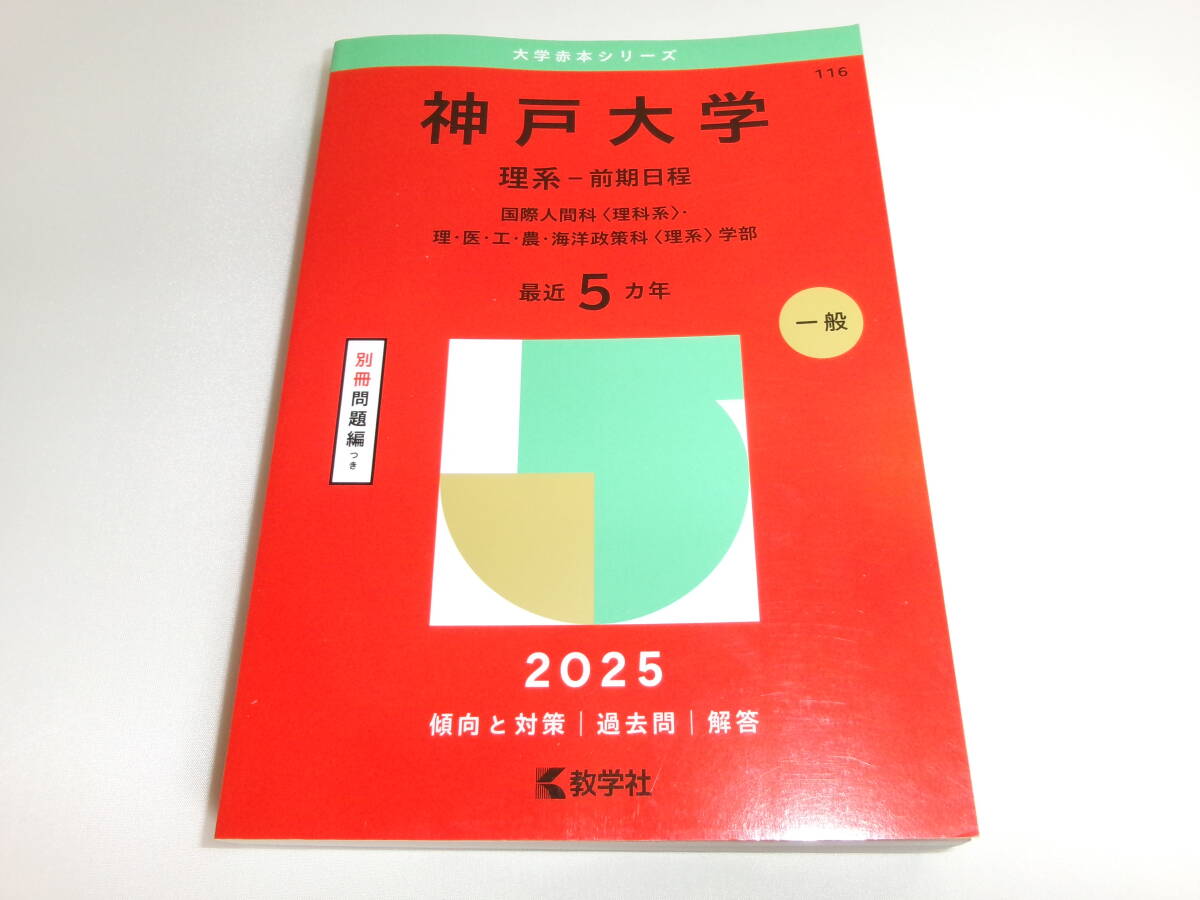 大学赤本シリーズ
116
神戸大学
理系－前期日程
国際人間科〈理科系〉・
理・医・工・農・海洋政策科〈理系〉学部
最近5カ年
一般
別冊問題編つき
2025
傾向と対策｜過去問｜解答
教学社